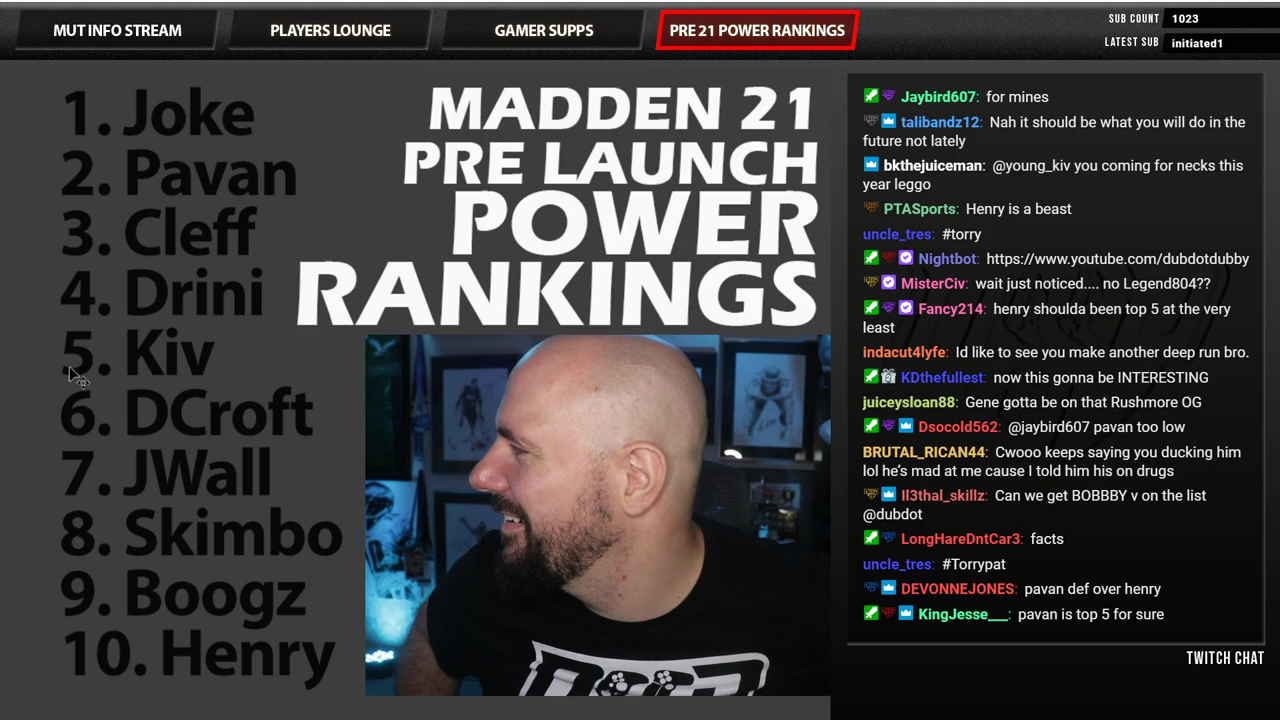 MUT INFO STREAM
PLAYERS LOUNGE
GAMER SUPPS
PRE 21 POWER RANKINGS
SUB COUNT 1023
LATEST SUB initiated1
1. Joke
2. Pavan
3. Cleff
4. Drini
5. Kiv
6. DCroft
7. JWall
8. Skimbo
9. Boogz
10. Henry
MADDEN 21
PRE LAUNCH
POWER
RANKINGS
Jaybird607: for mines
talibandz12: Nah it should be what you will do in the
future not lately
bkthejuiceman: @young_kiv you coming for necks this
year leggo
PTASports: Henry is a beast
uncle_tres: #torry
Nightbot: https://www.youtube.com/dubdotdubby
MisterCiv: wait just noticed.... no Legend804??
Fancy214: henry shoulda been top 5 at the very
least
indacut4lyfe: Id like to see you make another deep run bro.
KDthefullest: now this gonna be INTERESTING
juiceysloan88: Gene gotta be on that Rushmore OG
Dsocold562: @jaybird607 pavan too low
BRUTAL_RICAN44: Cwooo keeps saying you ducking him
lol he's mad at me cause I told him his on drugs
Il3thal_skillz: Can we get BOBBBY v on the list
@dubdot
LongHareDntCar3: facts
uncle_tres: #Torrypat
DEVONNEJONES: pavan def over henry
KingJesse___: pavan is top 5 for sure
TWITCH CHAT